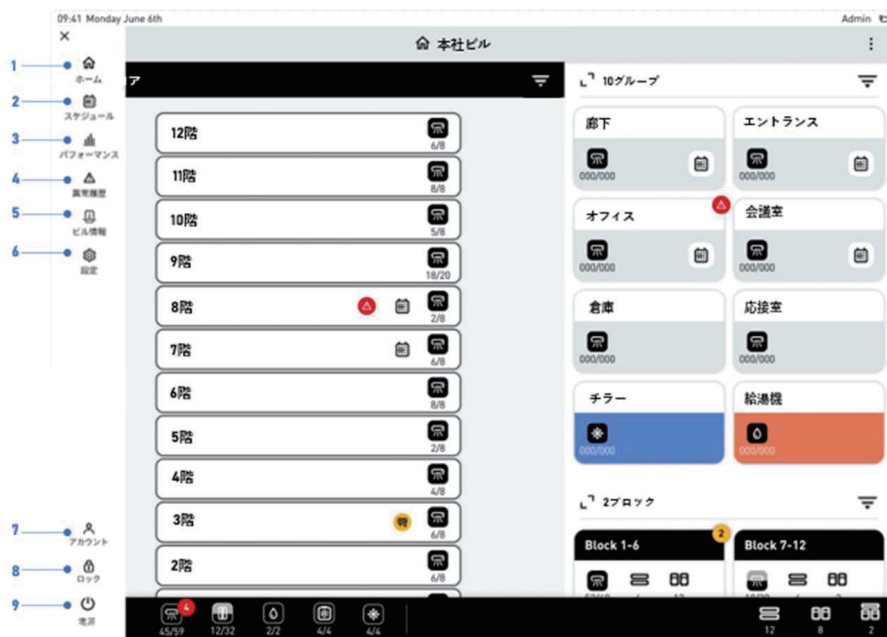 09:41 Monday June 6th
Admin
本社ビル
1
ホーム
2
スケジュール
3
パフォーマンス
4
異常履歴
5
ビル情報
6
設定
7
アカウント
8
ロック
9
電源
ア
12階
6/8
11階
8/8
10階
5/8
9階
18/20
8階
2/8
7階
6/8
6階
8/8
5階
2/8
4階
4/8
3階
6/8
2階
6/8
10グループ
廊下
000/000
エントランス
000/000
オフィス
000/000
会議室
000/000
倉庫
000/000
応接室
000/000
チラー
000/000
給湯機
000/000
2ブロック
Block 1-6
2
Block 7-12
4
45/59
12/32
2/2
4/4
4/4
12
8
2